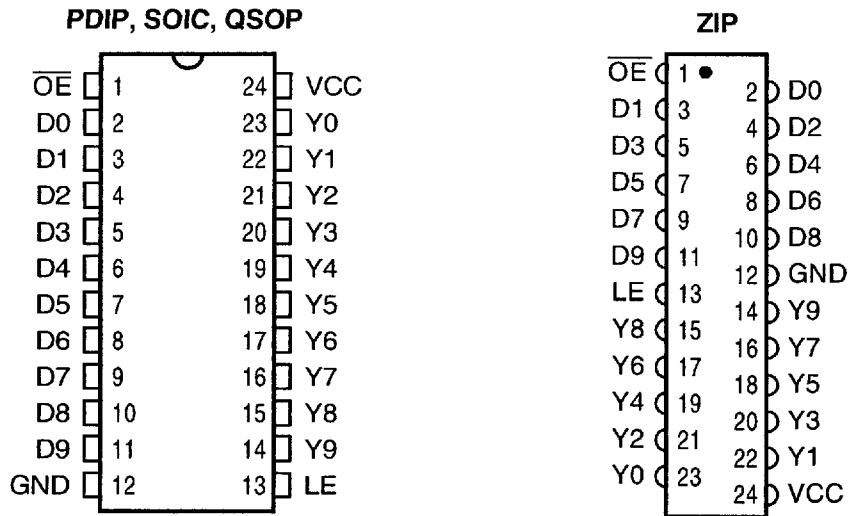 PDIP, SOIC, QSOP
OE 1 24 VCC
D0 2 23 Y0
D1 3 22 Y1
D2 4 21 Y2
D3 5 20 Y3
D4 6 19 Y4
D5 7 18 Y5
D6 8 17 Y6
D7 9 16 Y7
D8 10 15 Y8
D9 11 14 Y9
GND 12 13 LE
ZIP
OE 1
2 D0
D1 3
4 D2
D3 5
6 D4
D5 7
8 D6
D7 9
10 D8
D9 11
12 GND
LE 13
14 Y9
Y8 15
16 Y7
Y6 17
18 Y5
Y4 19
20 Y3
Y2 21
22 Y1
Y0 23
24 VCC